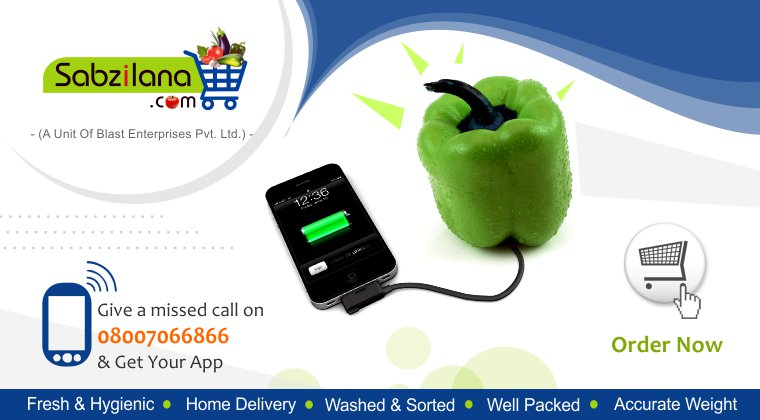 Sabzilana
.com
- (A Unit Of Blast Enterprises Pvt. Ltd.) -
12:36
Give a missed call on
08007066866
& Get Your App
Order Now
Fresh & Hygienic • Home Delivery • Washed & Sorted • Well Packed • Accurate Weight